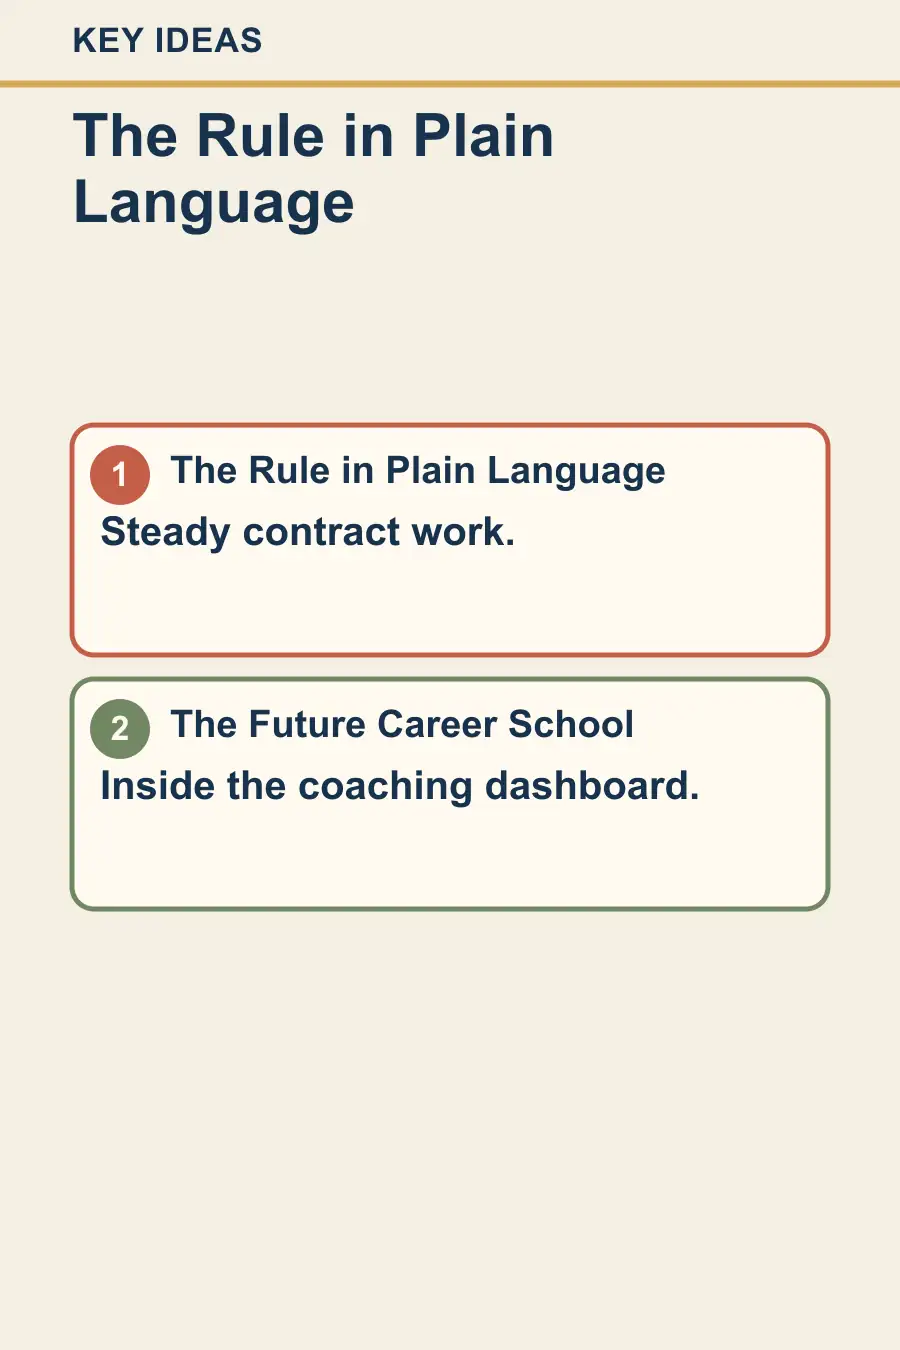 KEY IDEAS
The Rule in Plain
Language
1 The Rule in Plain Language
Steady contract work.
2 The Future Career School
Inside the coaching dashboard.